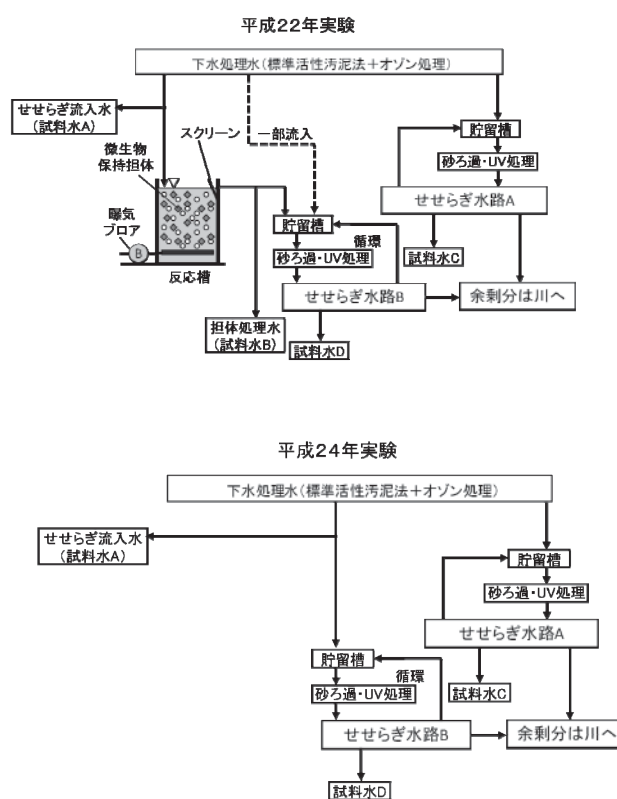 平成22年実験
下水処理水(標準活性汚泥法+オゾン処理)
せせらぎ流入水
(試料水A)
スクリーン
一部流入
微生物
保持担体
曝気
ブロア
B
反応槽
貯留槽
砂ろ過・UV処理
せせらぎ水路A
試料水C
貯留槽
循環
砂ろ過・UV処理
せせらぎ水路B
余剰分は川へ
担体処理水
(試料水B)
試料水D
平成24年実験
下水処理水(標準活性汚泥法+オゾン処理)
せせらぎ流入水
(試料水A)
貯留槽
砂ろ過・UV処理
せせらぎ水路A
貯留槽
循環
砂ろ過・UV処理
試料水C
せせらぎ水路B
余剰分は川へ
試料水D